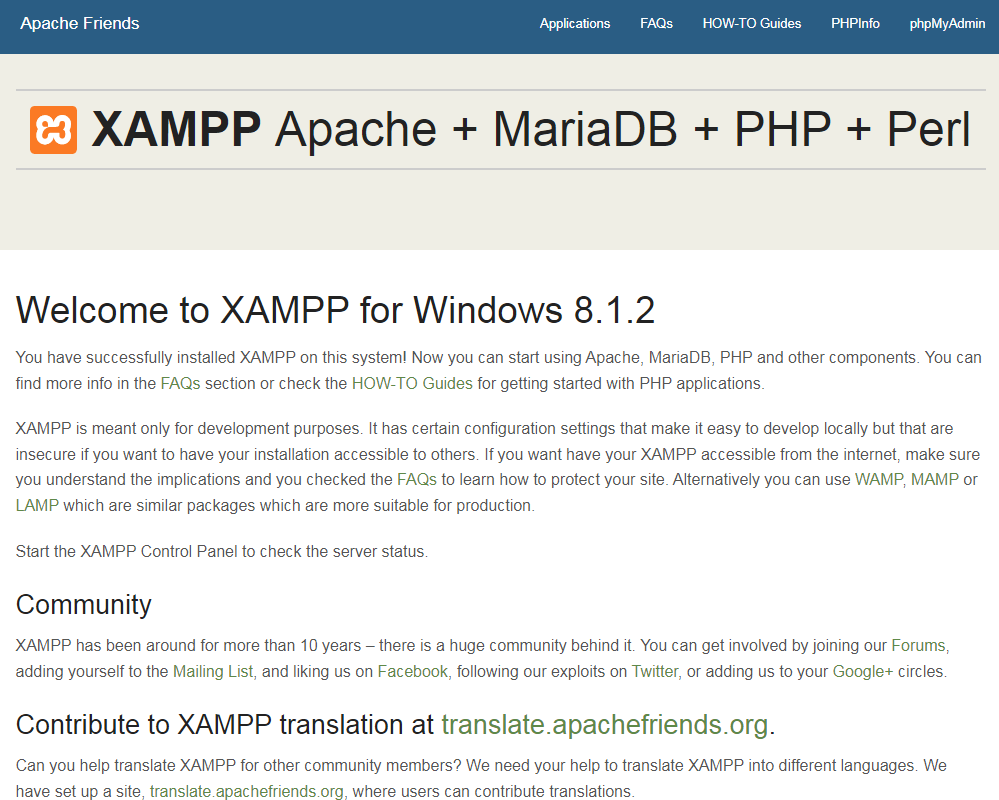 Apache Friends
Applications FAQs HOW-TO Guides PHPInfo phpMyAdmin
XAMPP Apache + MariaDB + PHP + Perl
Welcome to XAMPP for Windows 8.1.2
You have successfully installed XAMPP on this system! Now you can start using Apache, MariaDB, PHP and other components. You can
find more info in the FAQs section or check the HOW-TO Guides for getting started with PHP applications.
XAMPP is meant only for development purposes. It has certain configuration settings that make it easy to develop locally but that are
insecure if you want to have your installation accessible to others. If you want have your XAMPP accessible from the internet, make sure
you understand the implications and you checked the FAQs to learn how to protect your site. Alternatively you can use WAMP, MAMP or
LAMP which are similar packages which are more suitable for production.
Start the XAMPP Control Panel to check the server status.
Community
XAMPP has been around for more than 10 years – there is a huge community behind it. You can get involved by joining our Forums,
adding yourself to the Mailing List, and liking us on Facebook, following our exploits on Twitter, or adding us to your Google+ circles.
Contribute to XAMPP translation at translate.apachefriends.org.
Can you help translate XAMPP for other community members? We need your help to translate XAMPP into different languages. We
have set up a site, translate.apachefriends.org, where users can contribute translations.